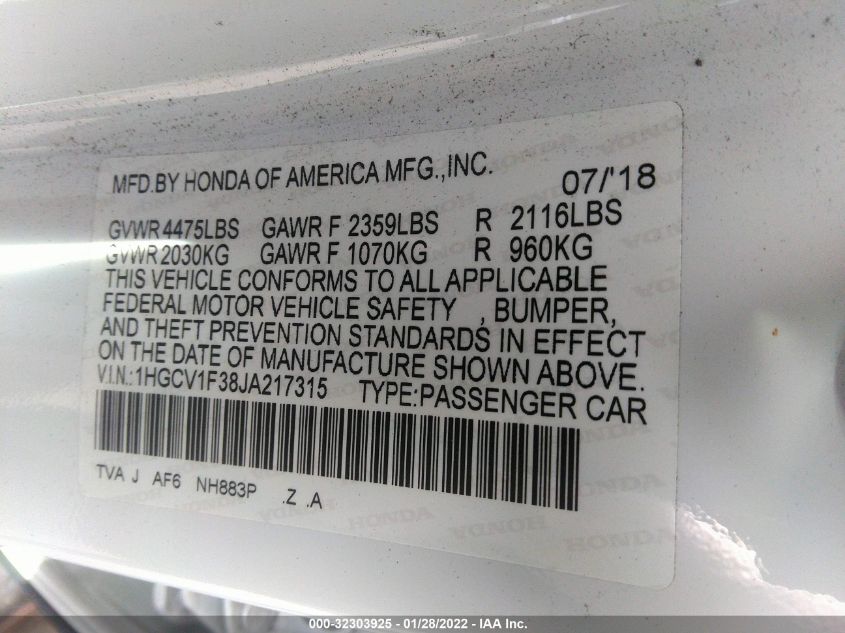 MFD.BY HONDA OF AMERICA MFG.,INC. 07/'18
GVWR 4475LBS GAWR F 2359LBS R 2116LBS
GVWR 2030KG GAWR F 1070KG R 960KG
THIS VEHICLE CONFORMS TO ALL APPLICABLE
FEDERAL MOTOR VEHICLE SAFETY , BUMPER,
AND THEFT PREVENTION STANDARDS IN EFFECT
ON THE DATE OF MANUFACTURE SHOWN ABOVE.
V.I.N.:1HGCV1F38JA217315 TYPE:PASSENGER CAR
TVA J AF6 NH883P .Z .A
HONDA HONDA HONDA
000-32303925 - 01/28/2022 - IAA Inc.